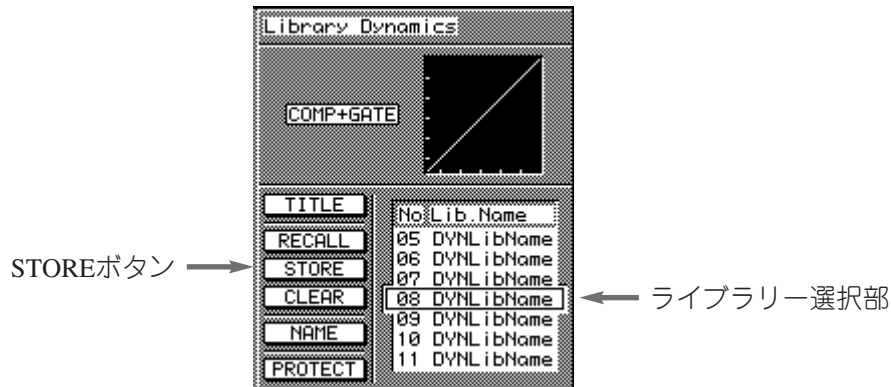 Library Dynamics
COMP+GATE
TITLE
RECALL
STORE
CLEAR
NAME
PROTECT
No Lib.Name
05 DYNLibName
06 DYNLibName
07 DYNLibName
08 DYNLibName
09 DYNLibName
10 DYNLibName
11 DYNLibName
STOREボタン
ライブラリー選択部